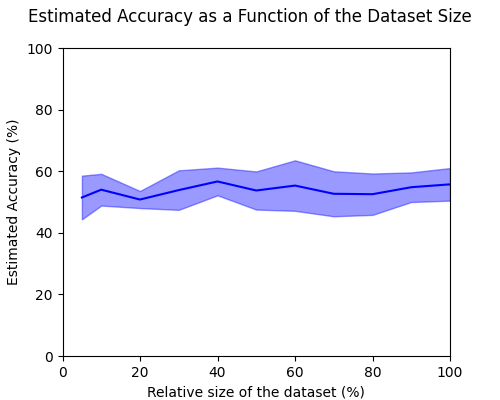 Estimated Accuracy as a Function of the Dataset Size
100
80
60
40
20
0
Estimated Accuracy (%)
0 20 40 60 80 100
Relative size of the dataset (%)